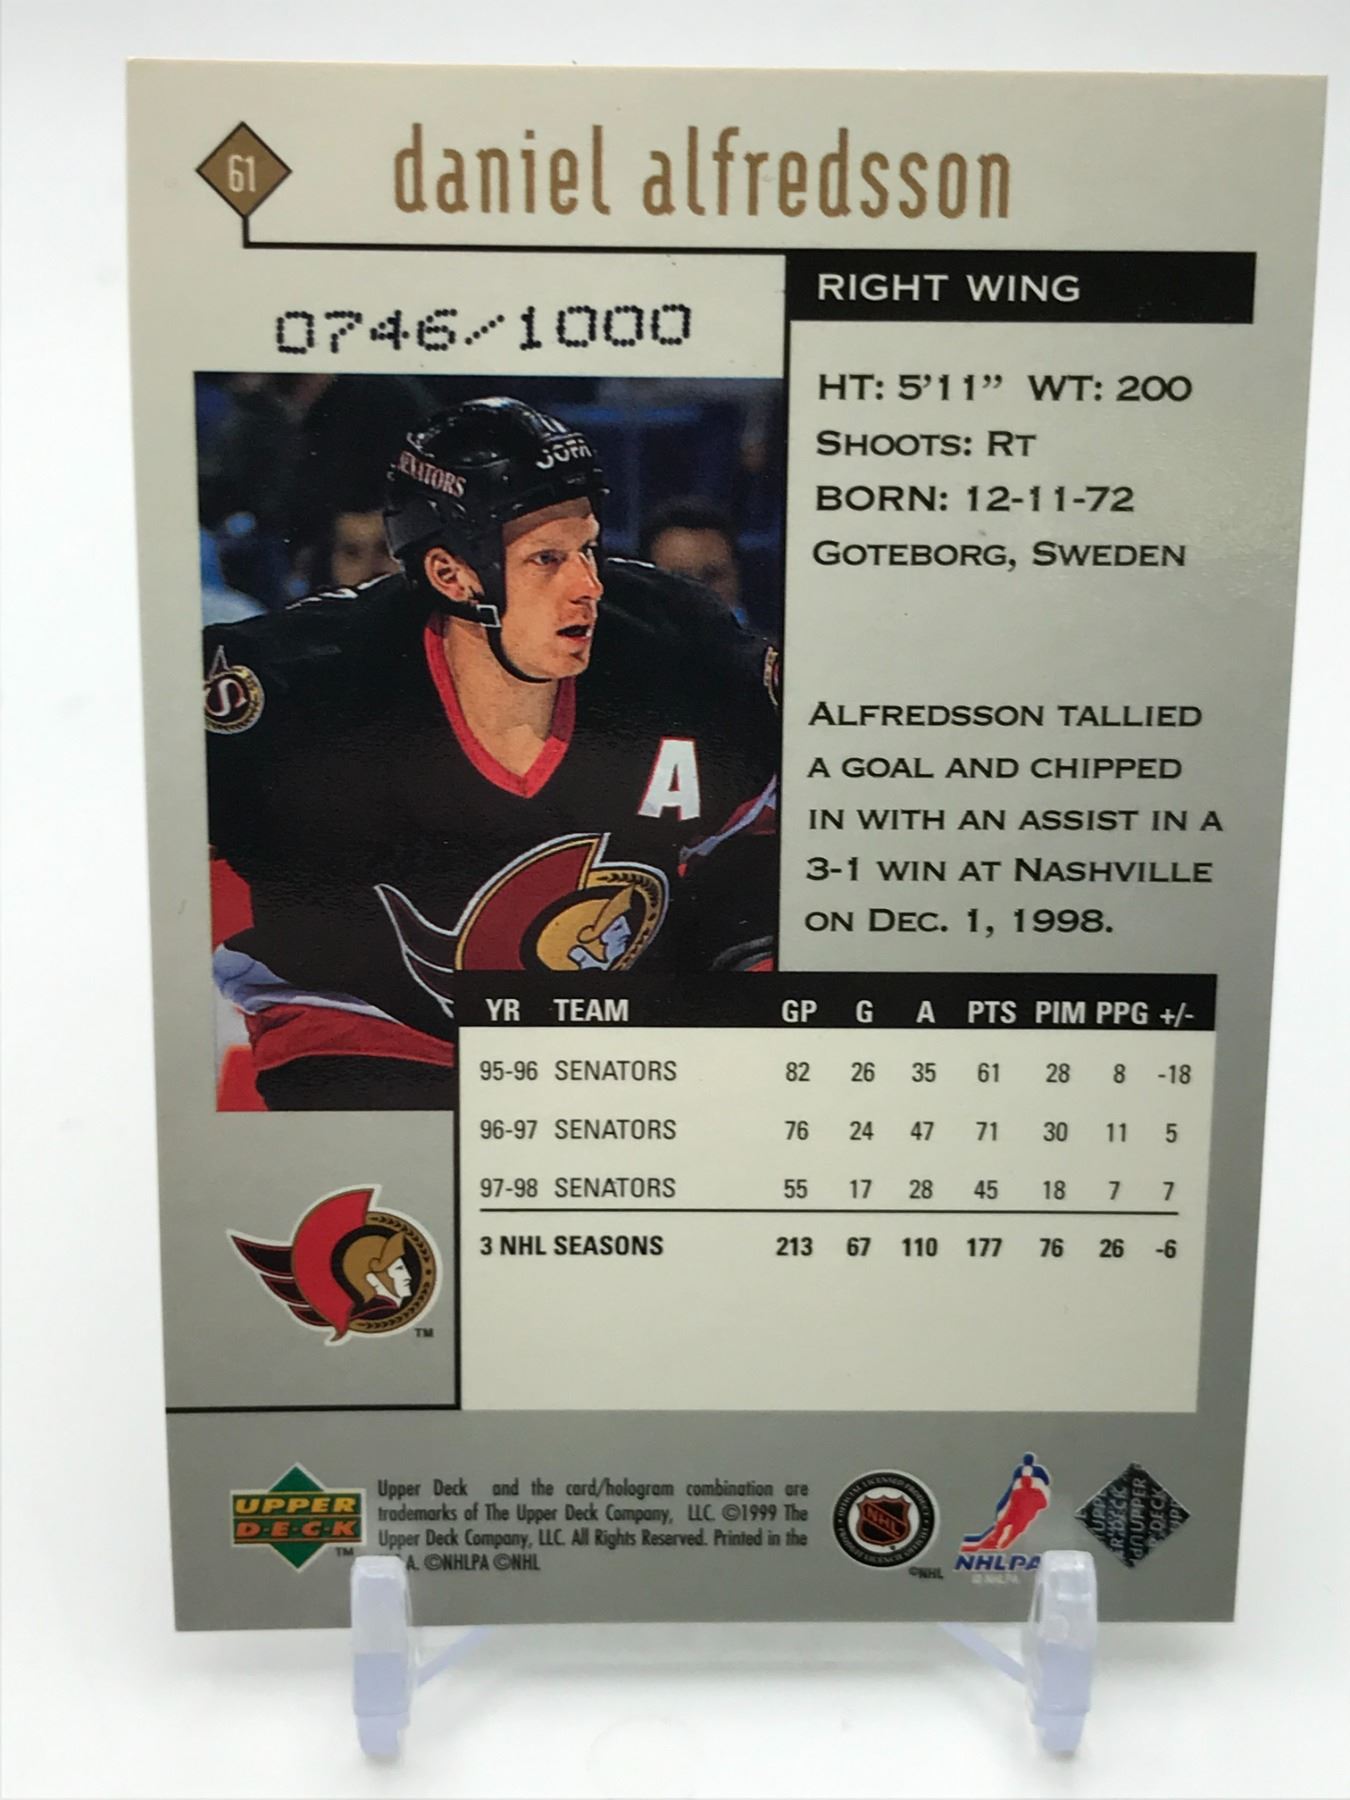 61
daniel alfredsson
RIGHT WING
0746/1000
HT: 5'11" WT: 200
SHOOTS: RT
BORN: 12-11-72
GOTEBORG, SWEDEN
SENATORS
A
ALFREDSSON TALLIED
A GOAL AND CHIPPED
IN WITH AN ASSIST IN A
3-1 WIN AT NASHVILLE
ON DEC. 1, 1998.
YR TEAM GP G A PTS PIM PPG +/-
95-96 SENATORS 82 26 35 61 28 8 -18
96-97 SENATORS 76 24 47 71 30 11 5
97-98 SENATORS 55 17 28 45 18 7 7
3 NHL SEASONS 213 67 110 177 76 26 -6
TM
UPPER
DECK
TM
Upper Deck and the card/hologram combination are
trademarks of The Upper Deck Company, LLC. ©1999 The
Upper Deck Company, LLC. All Rights Reserved. Printed in the
A. ©NHLPA ©NHL
NHL
©NHL
NHLPA
UPPER
DECK